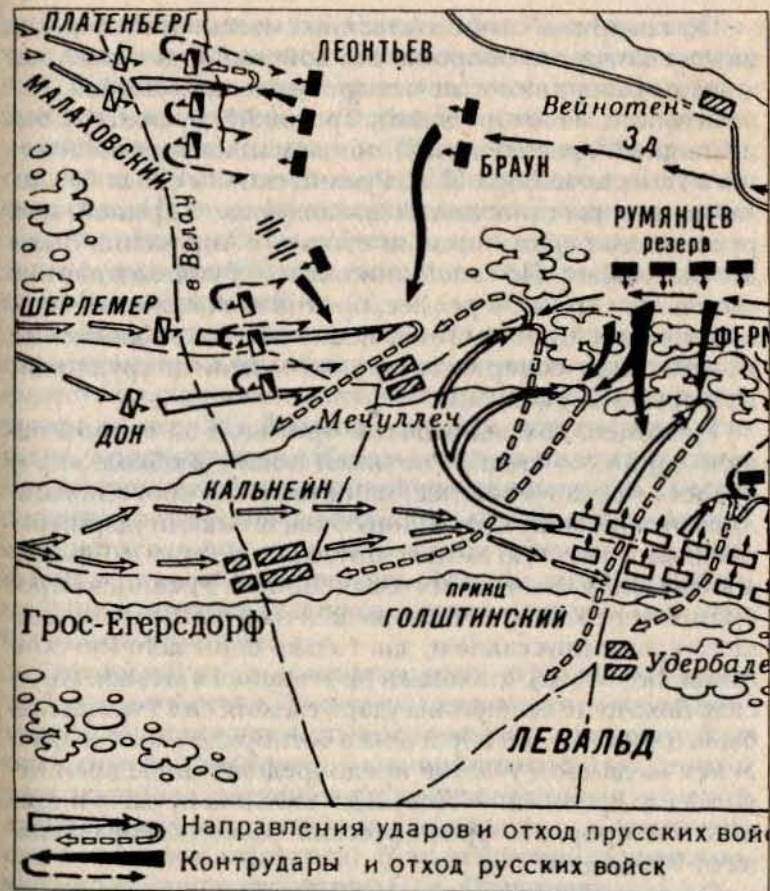 ПЛАТЕНБЕРГ
ЛЕОНТЬЕВ
МАЛАХОВСКИЙ
Вейнотен
З.Д.
БРАУН
в Велау
РУМЯНЦЕВ
резерв
ШЕРЛЕМЕР
ФЕРМ
Мечуллеч
ДОН
КАЛЬНЕЙН
ПРИНЦ
ГОЛШТИНСКИЙ
Грос-Егерсдорф
Удербале
ЛЕВАЛЬД
Направления ударов и отход прусских вой
Контрудары и отход русских войск